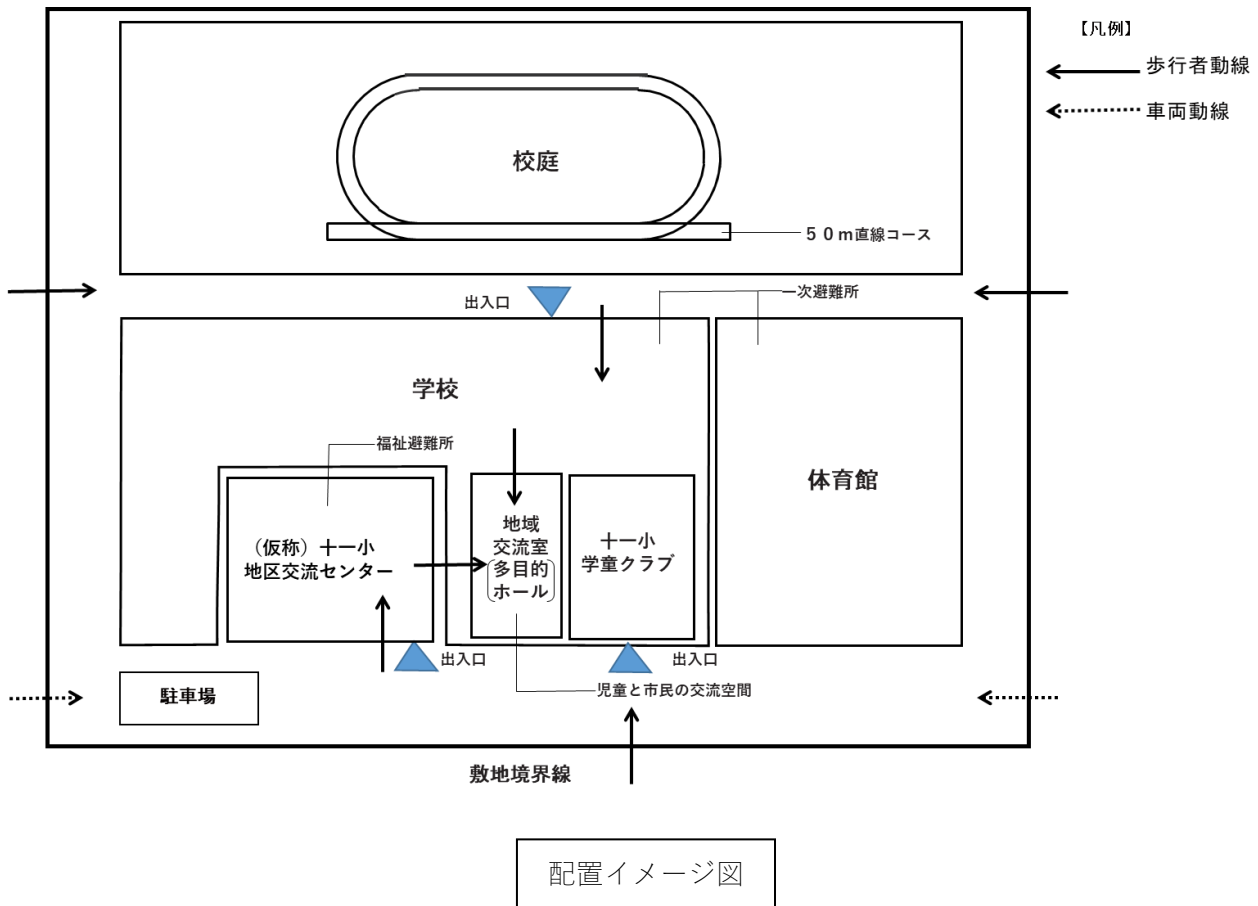 【凡例】
歩行者動線
車両動線
校庭
５０m直線コース
出入口
一次避難所
学校
福祉避難所
体育館
（仮称）十一小
地区交流センター
地域
交流室
多目的
ホール
十一小
学童クラブ
出入口
出入口
児童と市民の交流空間
駐車場
敷地境界線
配置イメージ図